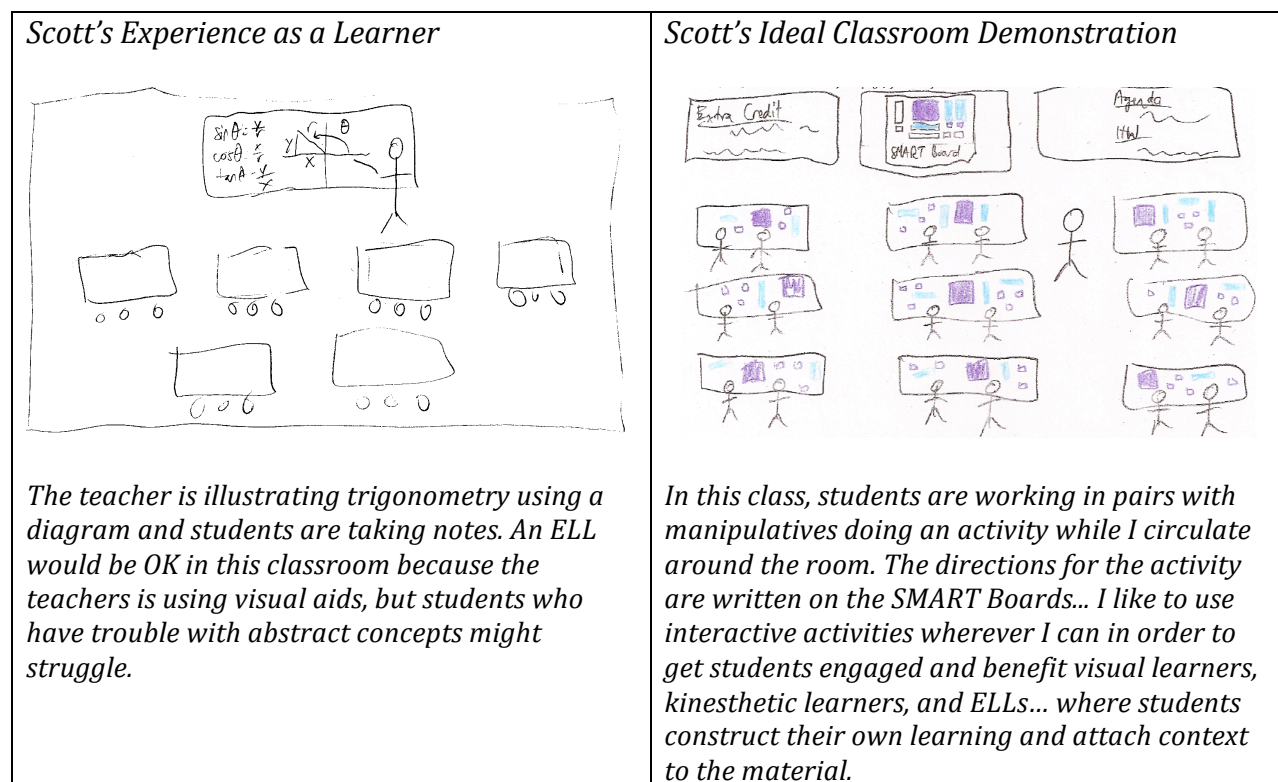 Scott’s Experience as a Learner
sin θ = y/r
cos θ = x/r
tan θ = y/x
y r θ
x
The teacher is illustrating trigonometry using a
diagram and students are taking notes. An ELL
would be OK in this classroom because the
teachers is using visual aids, but students who
have trouble with abstract concepts might
struggle.
Scott’s Ideal Classroom Demonstration
Extra Credit
SMART Board
Agenda
HW
In this class, students are working in pairs with
manipulatives doing an activity while I circulate
around the room. The directions for the activity
are written on the SMART Boards... I like to use
interactive activities wherever I can in order to
get students engaged and benefit visual learners,
kinesthetic learners, and ELLs… where students
construct their own learning and attach context
to the material.